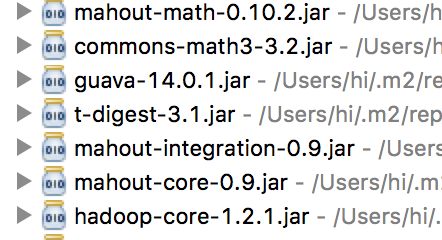 mahout-math-0.10.2.jar - /Users/h
commons-math3-3.2.jar - /Users/h
guava-14.0.1.jar - /Users/hi/.m2/re
t-digest-3.1.jar - /Users/hi/.m2/rep
mahout-integration-0.9.jar - /Users
mahout-core-0.9.jar - /Users/hi/.m
hadoop-core-1.2.1.jar - /Users/hi/.